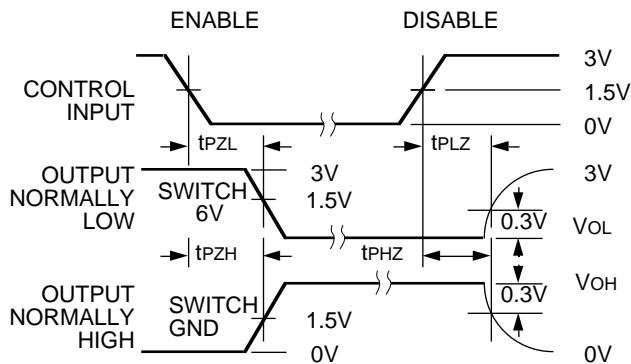 ENABLE DISABLE
3V
CONTROL INPUT 1.5V
0V
tPZL tPLZ
OUTPUT NORMALLY LOW 3V 3V
SWITCH 6V 1.5V
0.3V VOL
tPZH tPHZ
OUTPUT NORMALLY HIGH SWITCH GND 0.3V VOH
1.5V
0V 0V